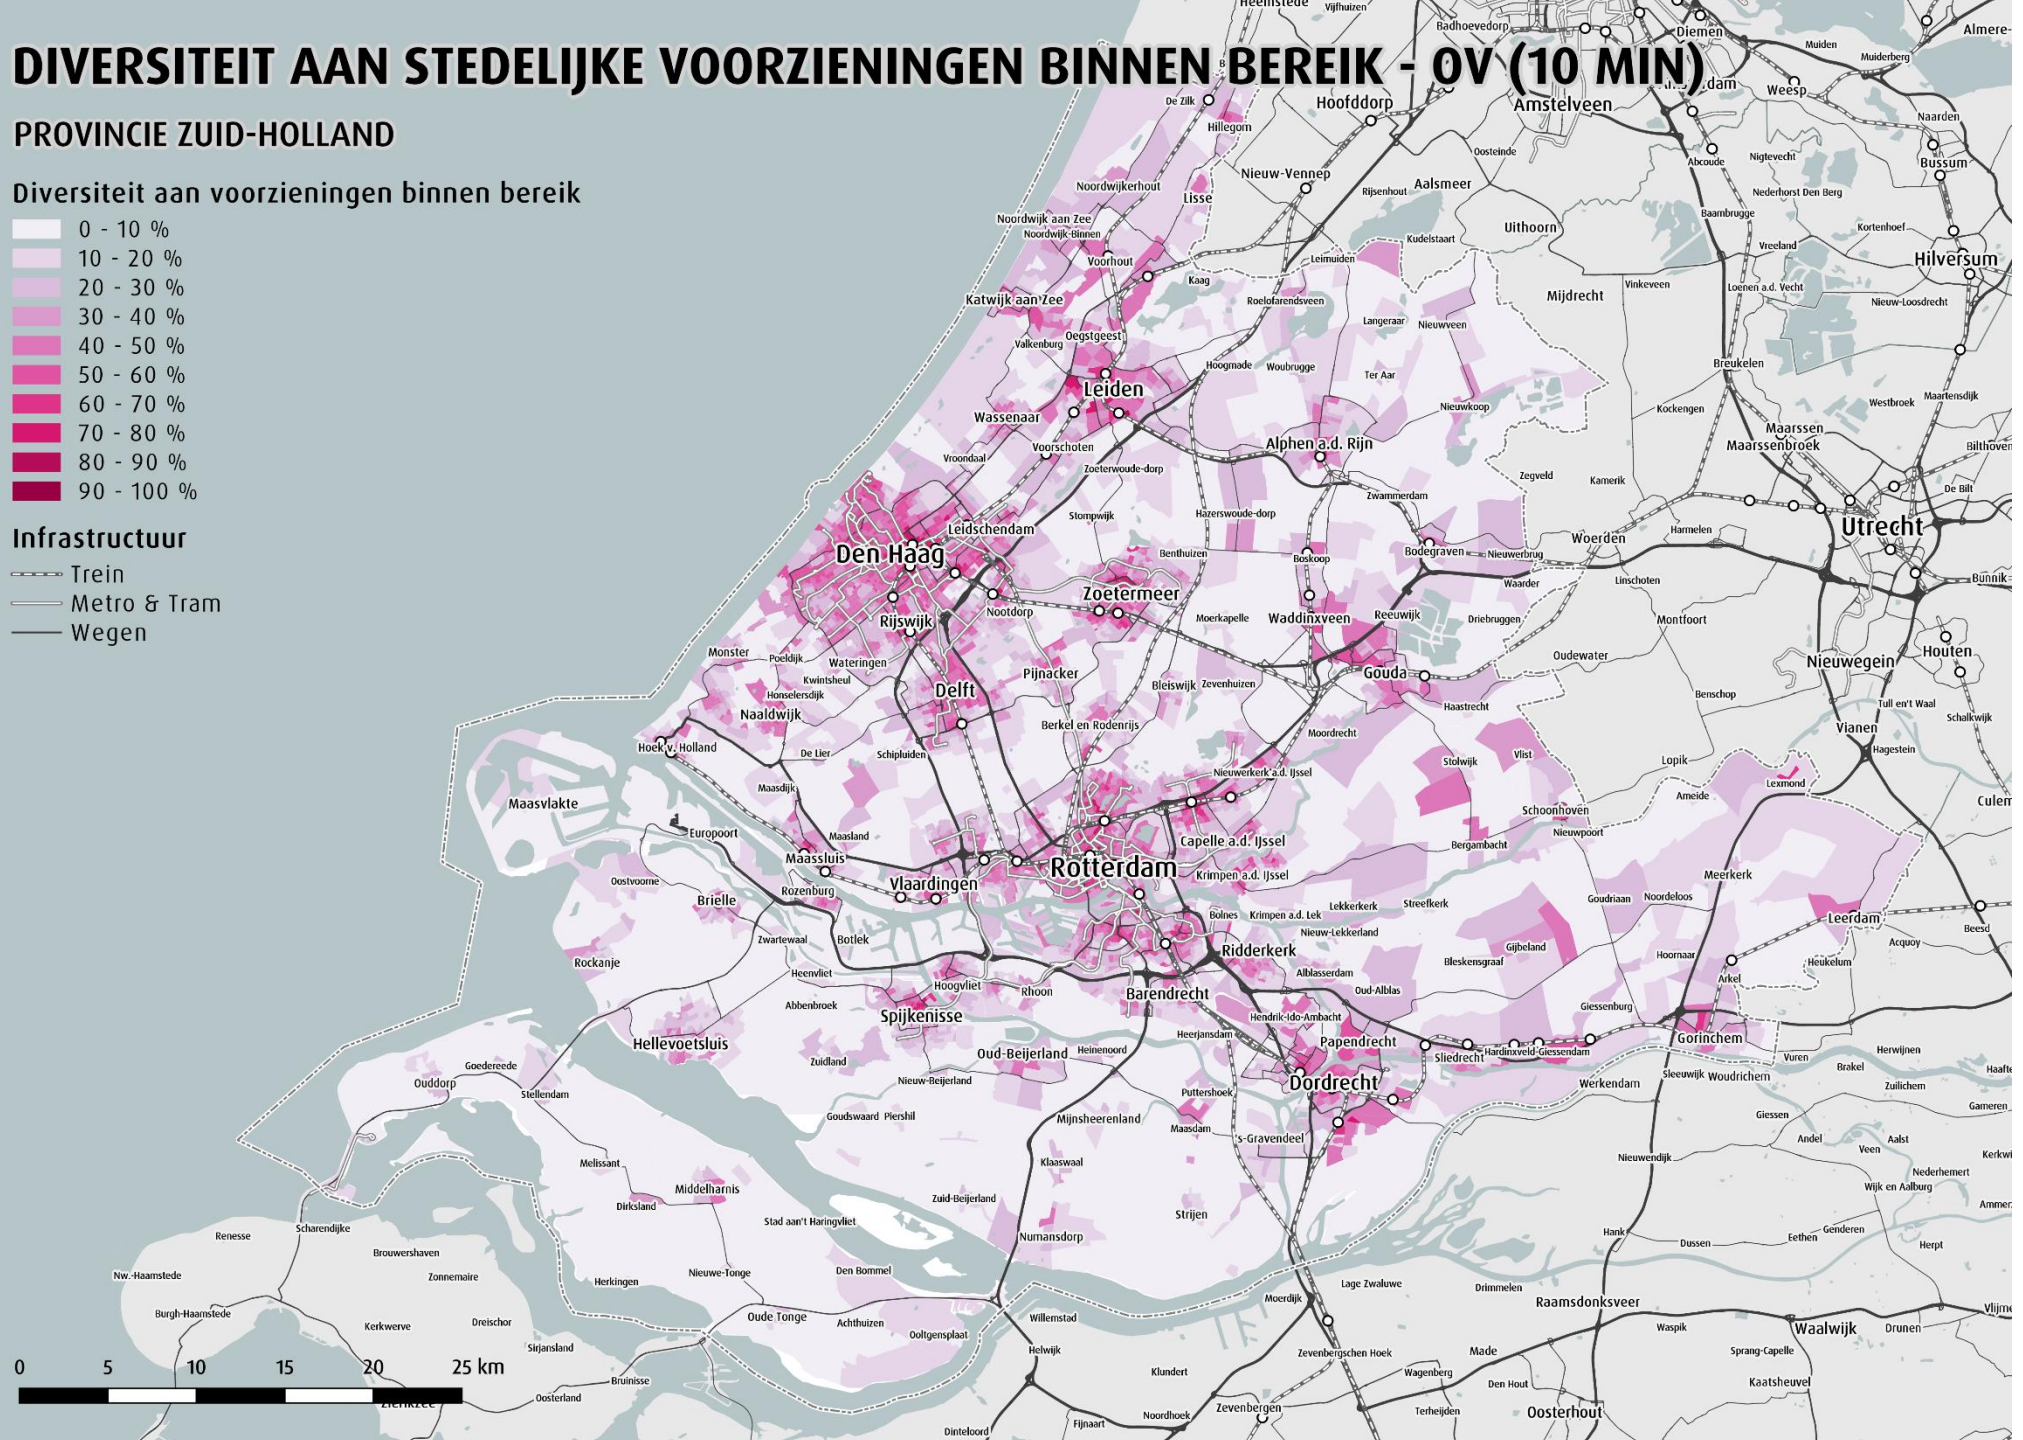 DIVERSITEIT AAN STEDELIJKE VOORZIENINGEN BINNEN BEREIK - OV (10 MIN)
PROVINCIE ZUID-HOLLAND
Diversiteit aan voorzieningen binnen bereik
0 - 10 %
10 - 20 %
20 - 30 %
30 - 40 %
40 - 50 %
50 - 60 %
60 - 70 %
70 - 80 %
80 - 90 %
90 - 100 %
Infrastructuur
Trein
Metro & Tram
Wegen
Heemstede
Vijfhuizen
Badhoevedorp
Diemen
Muiden
Muiderberg
Almere-
De Zilk
Hoofddorp
Amstelveen
Weesp
Hillegom
Naarden
Oosteinde
Abcoude
Nigtevecht
Bussum
Noordwijkerhout
Lisse
Nieuw-Vennep
Rijsenhout
Aalsmeer
Nederhorst Den Berg
Noordwijk aan Zee
Noordwijk-Binnen
Uithoorn
Baambrugge
Kortenhoef
Voorhout
Kudelstaart
Leimuiden
Vreeland
Hilversum
Kaag
Katwijk aan Zee
Roelofarendsveen
Mijdrecht
Vinkeveen
Loenen a.d. Vecht
Nieuw-Loosdrecht
Valkenburg
Oegstgeest
Langeraar
Nieuwveen
Leiden
Hoogmade
Woubrugge
Ter Aar
Breukelen
Wassenaar
Nieuwkoop
Kockengen
Westbroek
Maartensdijk
Vroondaal
Voorschoten
Zoeterwoude-dorp
Alphen a.d. Rijn
Maarssen
Maarssenbroek
Bilthoven
Zegveld
Kamerik
De Bilt
Zwammerdam
Leidschendam
Stompwijk
Hazerswoude-dorp
Den Haag
Benthuizen
Boskoop
Bodegraven
Nieuwerbrug
Woerden
Harmelen
Utrecht
Zoetermeer
Waarder
Linschoten
Bunnik
Rijswijk
Nootdorp
Moerkapelle
Waddinxveen
Reeuwijk
Driebruggen
Montfoort
Monster
Poeldijk
Wateringen
Kwintsheul
Pijnacker
Oudewater
Nieuwegein
Houten
Honselersdijk
Delft
Bleiswijk
Zevenhuizen
Gouda
Naaldwijk
Haastrecht
Benschop
Tull en't Waal
Schalkwijk
Hoek v. Holland
De Lier
Schipluiden
Berkel en Rodenrijs
Moordrecht
Vianen
Hagestein
Nieuwerkerk a.d. IJssel
Stolwijk
Vlist
Lopik
Lexmond
Maasvlakte
Maasdijk
Ameide
Culem
Schoonhoven
Nieuwpoort
Europoort
Maasland
Capelle a.d. IJssel
Bergambacht
Maassluis
Rotterdam
Oostvoorne
Rozenburg
Vlaardingen
Krimpen a.d. IJssel
Meerkerk
Brielle
Bolnes
Krimpen a.d. Lek
Lekkerkerk
Streefkerk
Goudriaan
Noordeloos
Leerdam
Beesd
Zwartewaal
Botlek
Nieuw-Lekkerland
Acquoy
Rockanje
Heenvliet
Ridderkerk
Bleskensgraaf
Gijbeland
Hoornaar
Heukelum
Abbenbroek
Hoogvliet
Rhoon
Barendrecht
Alblasserdam
Oud-Alblas
Arkel
Spijkenisse
Hendrik-Ido-Ambacht
Giessenburg
Hellevoetsluis
Heerjansdam
Papendrecht
Gorinchem
Zuidland
Oud-Beijerland
Heinenoord
Sliedrecht
Hardinxveld-Giessendam
Vuren
Herwijnen
Goedereede
Ouddorp
Stellendam
Nieuw-Beijerland
Puttershoek
Dordrecht
Werkendam
Sleeuwijk
Woudrichem
Brakel
Zuilichem
Haafte
Goudswaard
Piershil
Mijnsheerenland
Maasdam
's-Gravendeel
Giessen
Gameren
Andel
Aalst
Melissant
Klaaswaal
Nieuwendijk
Veen
Kerkwi
Middelharnis
Dirksland
Zuid-Beijerland
Nederhemert
Wijk en Aalburg
Stad aan't Haringvliet
Strijen
Ammer
Renesse
Scharendijke
Numansdorp
Hank
Dussen
Eethen
Genderen
Herpt
Brouwershaven
Nw.-Haamstede
Zonnemaire
Herkingen
Nieuwe-Tonge
Den Bommel
Lage Zwaluwe
Drimmelen
Moerdijk
Raamsdonksveer
Vlijme
Burgh-Haamstede
Kerkwerve
Dreischor
Oude Tonge
Achthuizen
Ooltgensplaat
Willemstad
Waspik
Waalwijk
Drunen
Sirjansland
Helwijk
Zevenbergschen Hoek
Made
Sprang-Capelle
Bruinisse
Klundert
Wagenberg
Den Hout
Kaatsheuvel
Oosterland
Zierikzee
Noordhoek
Zevenbergen
Terheijden
Oosterhout
Dinteloord
Fijnaart
0 5 10 15 20 25 km